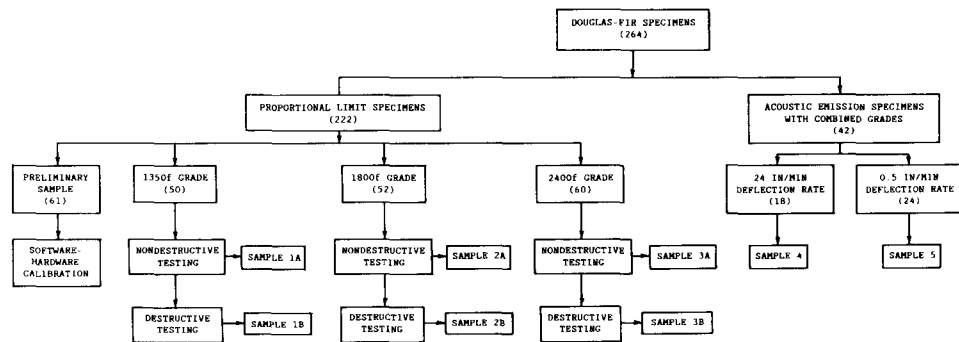 DOUGLAS-FIR SPECIMENS
(264)
PROPORTIONAL LIMIT SPECIMENS
(222)
ACOUSTIC EMISSION SPECIMENS
WITH COMBINED GRADES
(42)
PRELIMINARY
SAMPLE
(61)
1350f GRADE
(50)
1800f GRADE
(52)
2400f GRADE
(60)
24 IN/MIN
DEFLECTION RATE
(18)
0.5 IN/MIN
DEFLECTION RATE
(24)
SOFTWARE-
HARDWARE
CALIBRATION
NONDESTRUCTIVE
TESTING
SAMPLE 1A
NONDESTRUCTIVE
TESTING
SAMPLE 2A
NONDESTRUCTIVE
TESTING
SAMPLE 3A
SAMPLE 4
SAMPLE 5
DESTRUCTIVE
TESTING
SAMPLE 1B
DESTRUCTIVE
TESTING
SAMPLE 2B
DESTRUCTIVE
TESTING
SAMPLE 3B